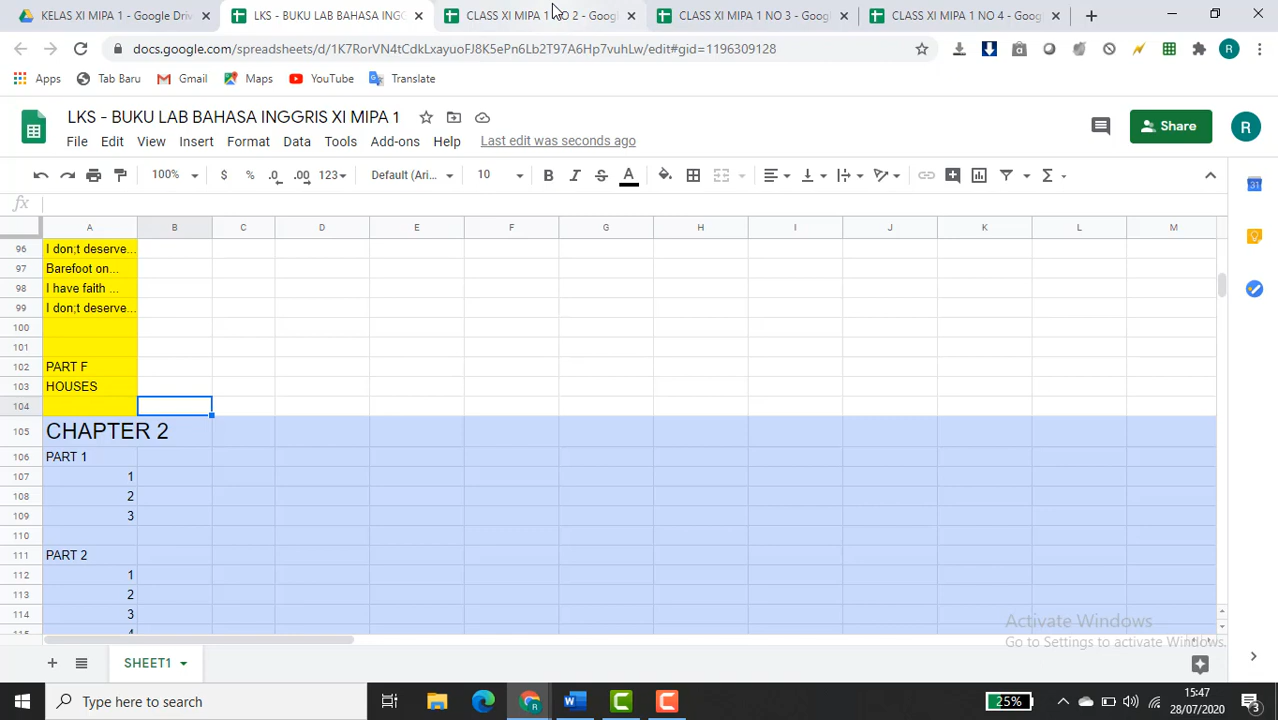 KELAS XI MIPA 1 - Google Driv
LKS - BUKU LAB BAHASA INGG
CLASS XI MIPA 1 NO 2 - Goog
CLASS XI MIPA 1 NO 3 - Googl
CLASS XI MIPA 1 NO 4 - Goog
docs.google.com/spreadsheets/d/1K7RorVN4tCdkLxayuoFJ8K5ePn6Lb2T97A6Hp7vuhLw/edit#gid=1196309128
R
Apps
Tab Baru
Gmail
Maps
YouTube
Translate
LKS - BUKU LAB BAHASA INGGRIS XI MIPA 1
File Edit View Insert Format Data Tools Add-ons Help Last edit was seconds ago
Share
R
31
100% $ % .0 .00 123 Default (Ari... 10 B I S A
fx
A B C D E F G H I J K L M
96 I don;t deserve...
97 Barefoot on...
98 I have faith ...
99 I don;t deserve...
100
101
102 PART F
103 HOUSES
104
105 CHAPTER 2
106 PART 1
107 1
108 2
109 3
110
111 PART 2
112 1
113 2
114 3
115 4
Activate Windows
Go to Settings to activate Windows.
SHEET1
Type here to search
25%
15:47
28/07/2020
3